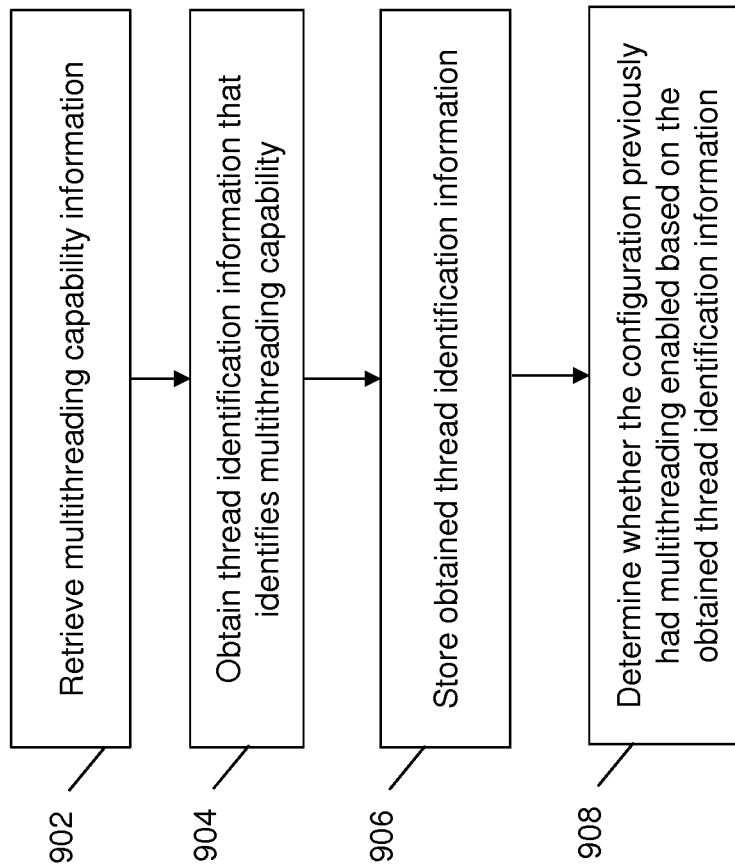 902
Retrieve multithreading capability information
904
Obtain thread identification information that
identifies multithreading capability
906
Store obtained thread identification information
908
Determine whether the configuration previously
had multithreading enabled based on the
obtained thread identification information